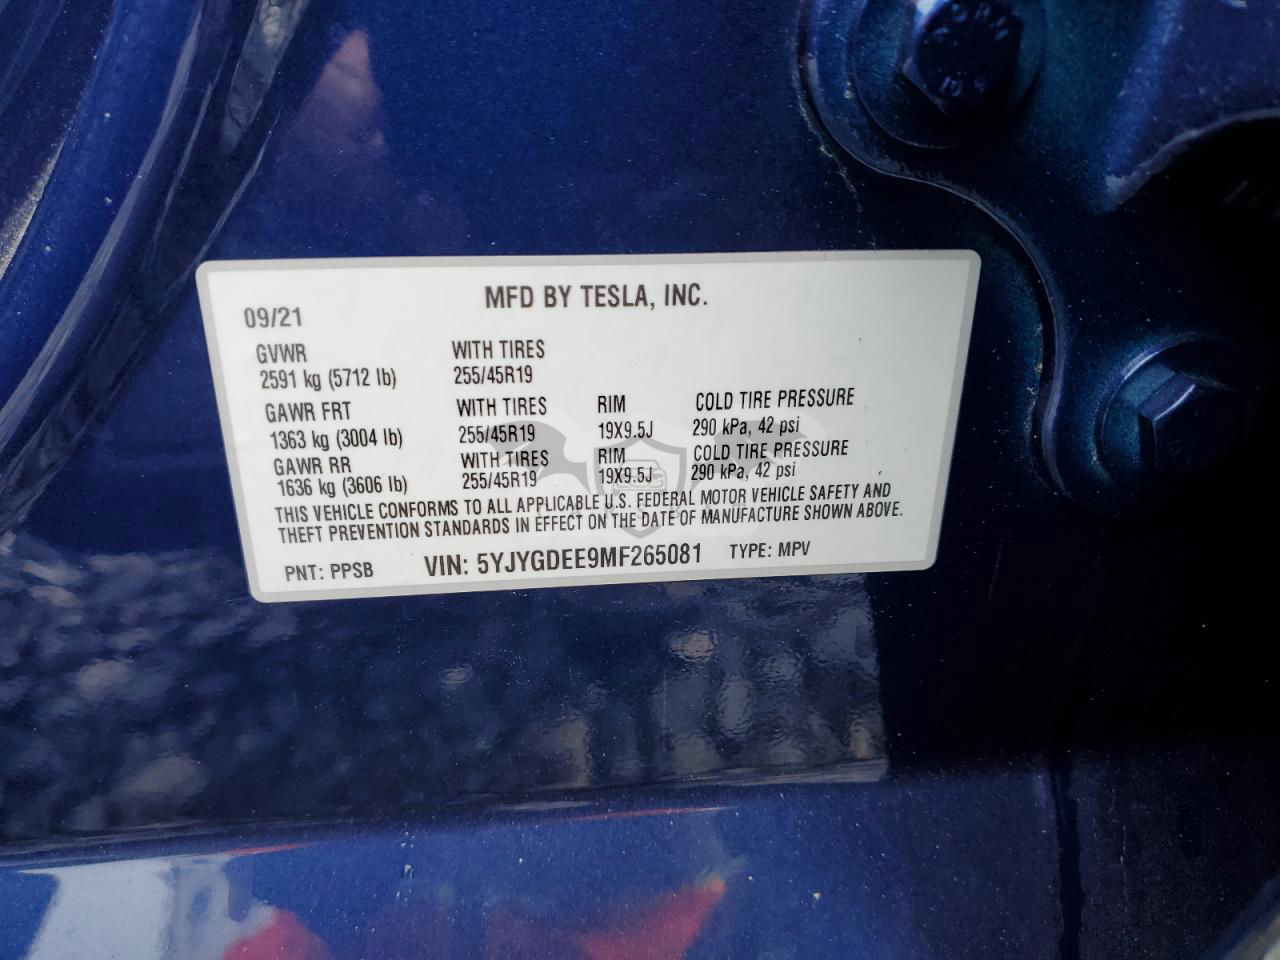 MFD BY TESLA, INC.
09/21
GVWR WITH TIRES
2591 kg (5712 lb) 255/45R19
GAWR FRT WITH TIRES RIM COLD TIRE PRESSURE
1363 kg (3004 lb) 255/45R19 19X9.5J 290 kPa, 42 psi
GAWR RR WITH TIRES RIM COLD TIRE PRESSURE
1636 kg (3606 lb) 255/45R19 19X9.5J 290 kPa, 42 psi
THIS VEHICLE CONFORMS TO ALL APPLICABLE U.S. FEDERAL MOTOR VEHICLE SAFETY AND
THEFT PREVENTION STANDARDS IN EFFECT ON THE DATE OF MANUFACTURE SHOWN ABOVE.
PNT: PPSB VIN: 5YJYGDEE9MF265081 TYPE: MPV